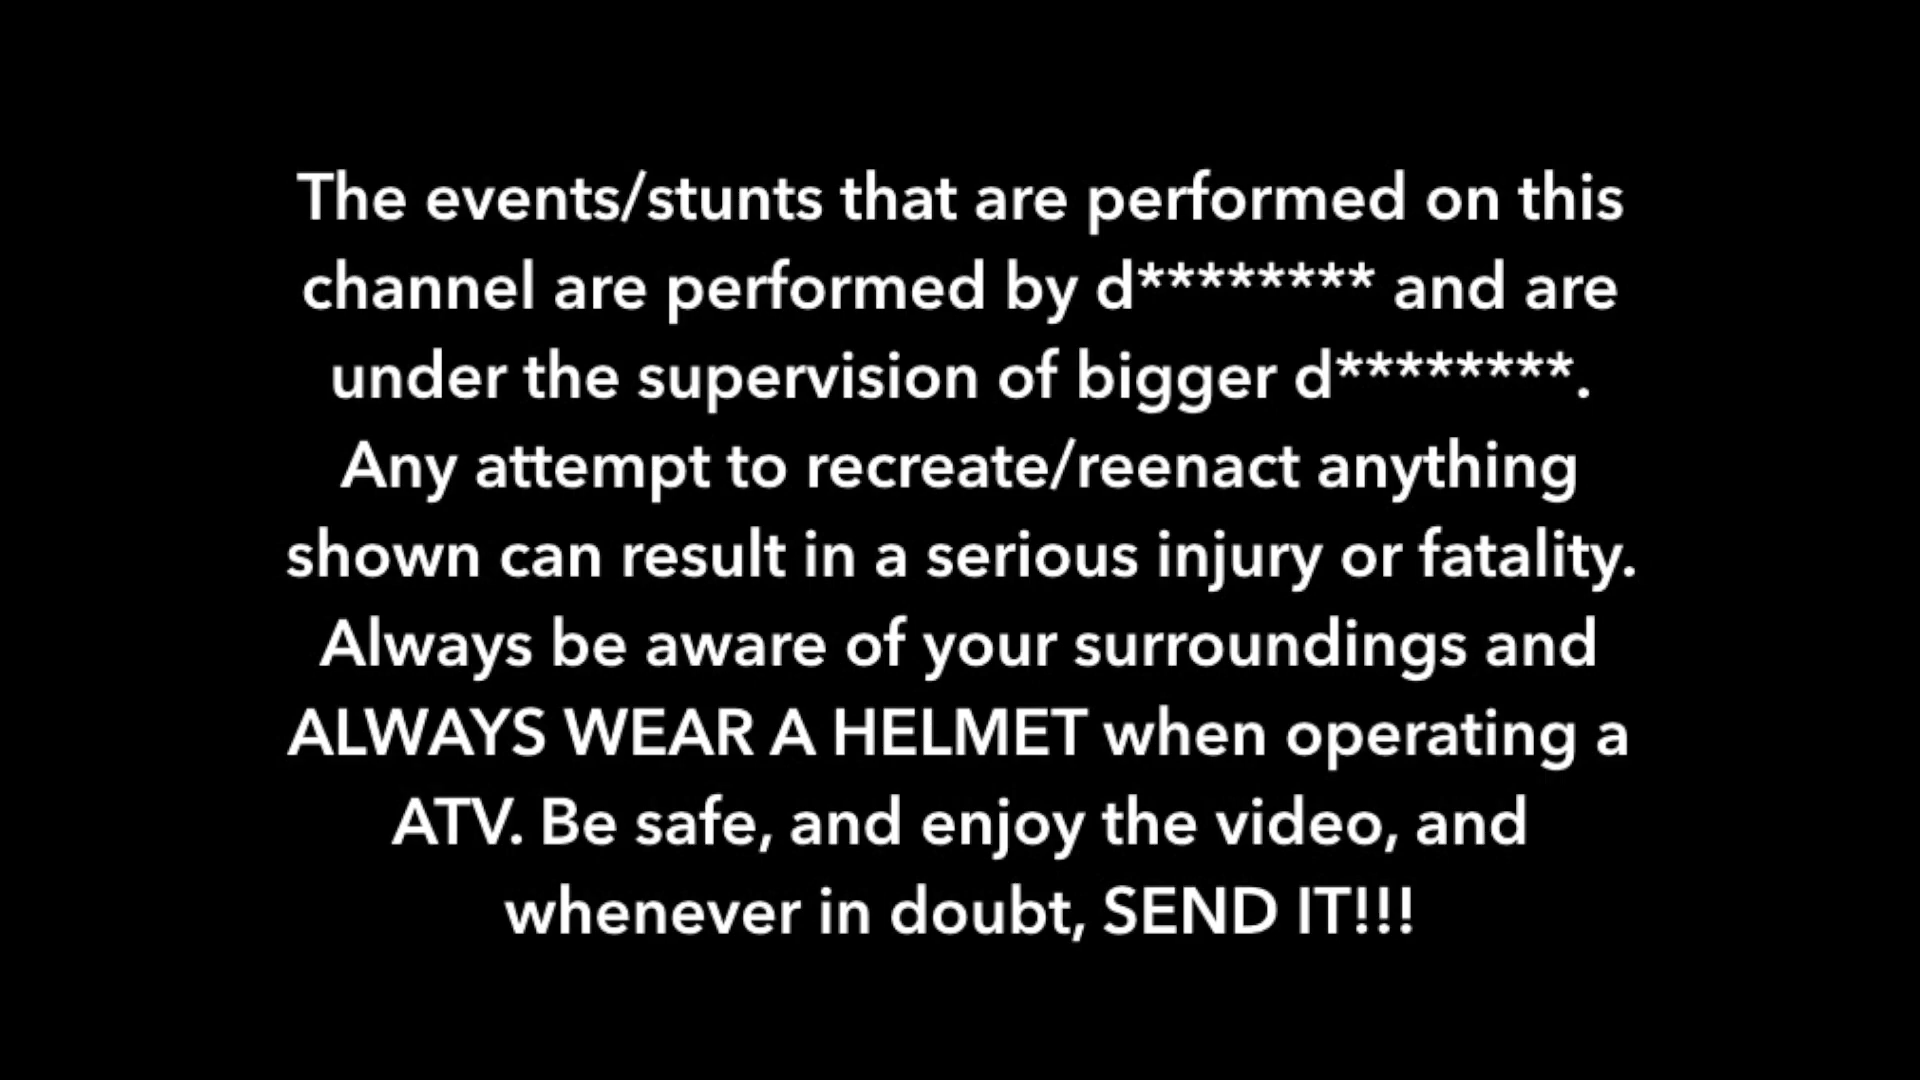 The events/stunts that are performed on this
channel are performed by d******** and are
under the supervision of bigger d********.
Any attempt to recreate/reenact anything
shown can result in a serious injury or fatality.
Always be aware of your surroundings and
ALWAYS WEAR A HELMET when operating a
ATV. Be safe, and enjoy the video, and
whenever in doubt, SEND IT!!!